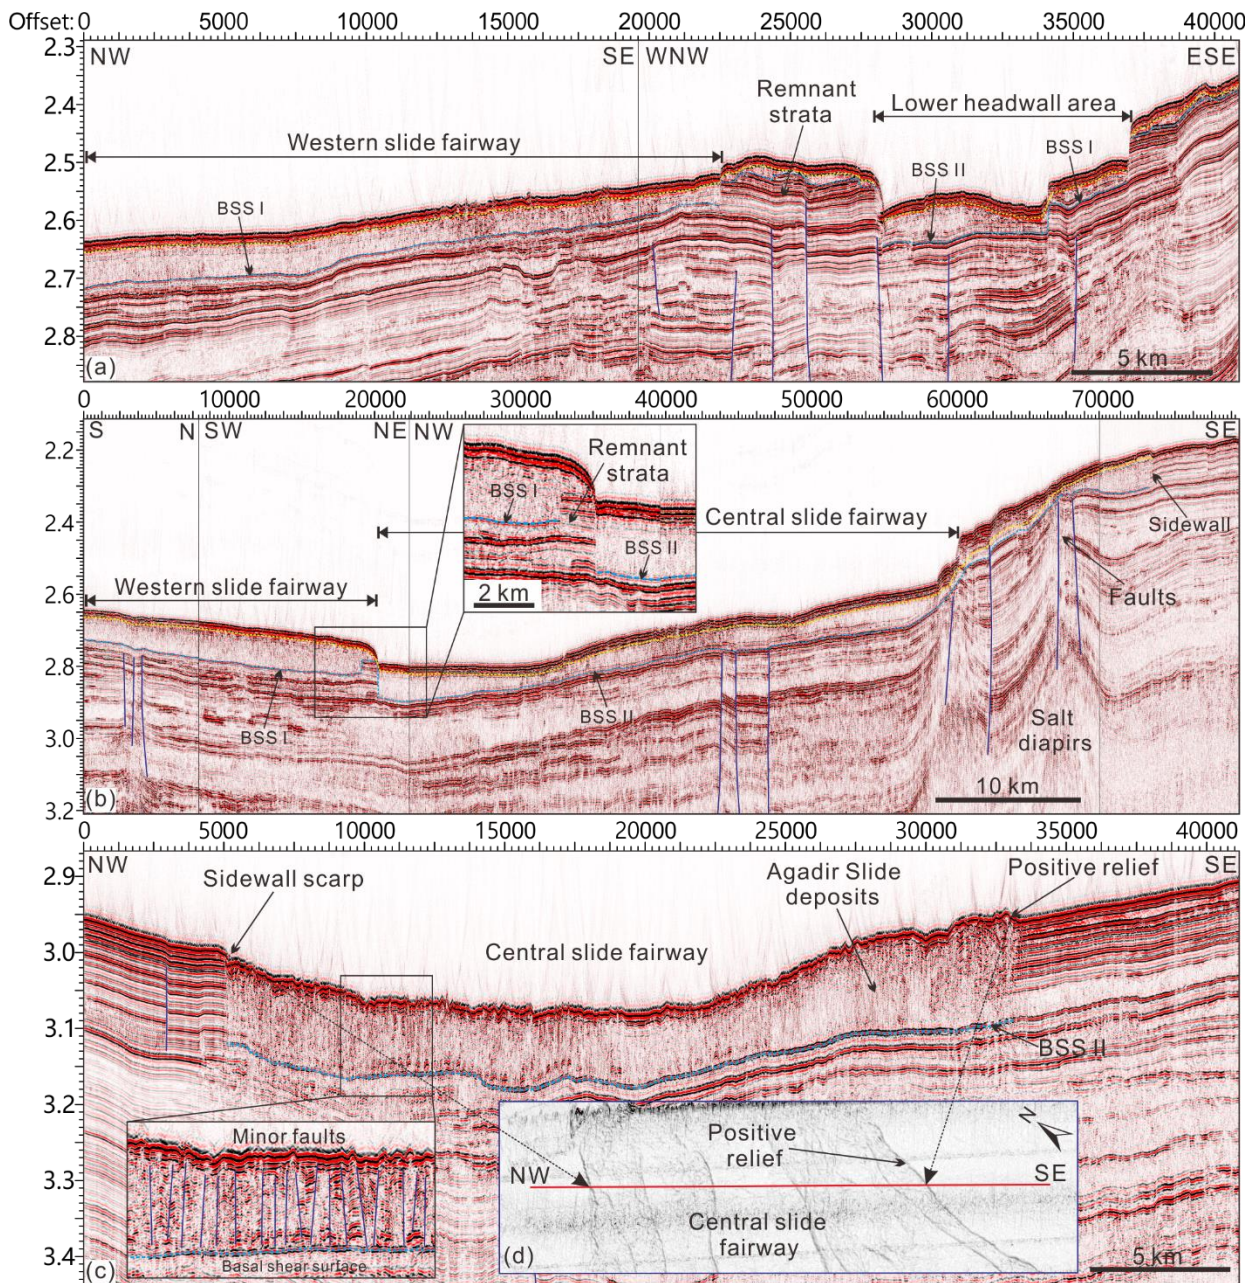 Offset: 0 5000 10000 15000 20000 25000 30000 35000 40000
2.3
NW SE WNW ESE
2.4
Remnant
strata
Lower headwall area
2.5
Western slide fairway
BSS I
BSS II
BSS I
2.6
2.7
2.8
(a)
5 km
0 10000 20000 30000 40000 50000 60000 70000
S N SW NE NW SE
2.2
Remnant
strata
BSS I
BSS II
2 km
Central slide fairway
Sidewall
2.4
Western slide fairway
Faults
2.6
2.8
BSS I
BSS II
3.0
Salt
diapirs
(b)
10 km
3.2
0 5000 10000 15000 20000 25000 30000 35000 40000
NW SE
2.9
Sidewall scarp
Agadir Slide
deposits
Positive relief
3.0
Central slide fairway
3.1
BSS II
3.2
Minor faults
Basal shear surface
N
Positive
relief
NW SE
Central slide
fairway
(d)
3.3
3.4
(c)
5 km